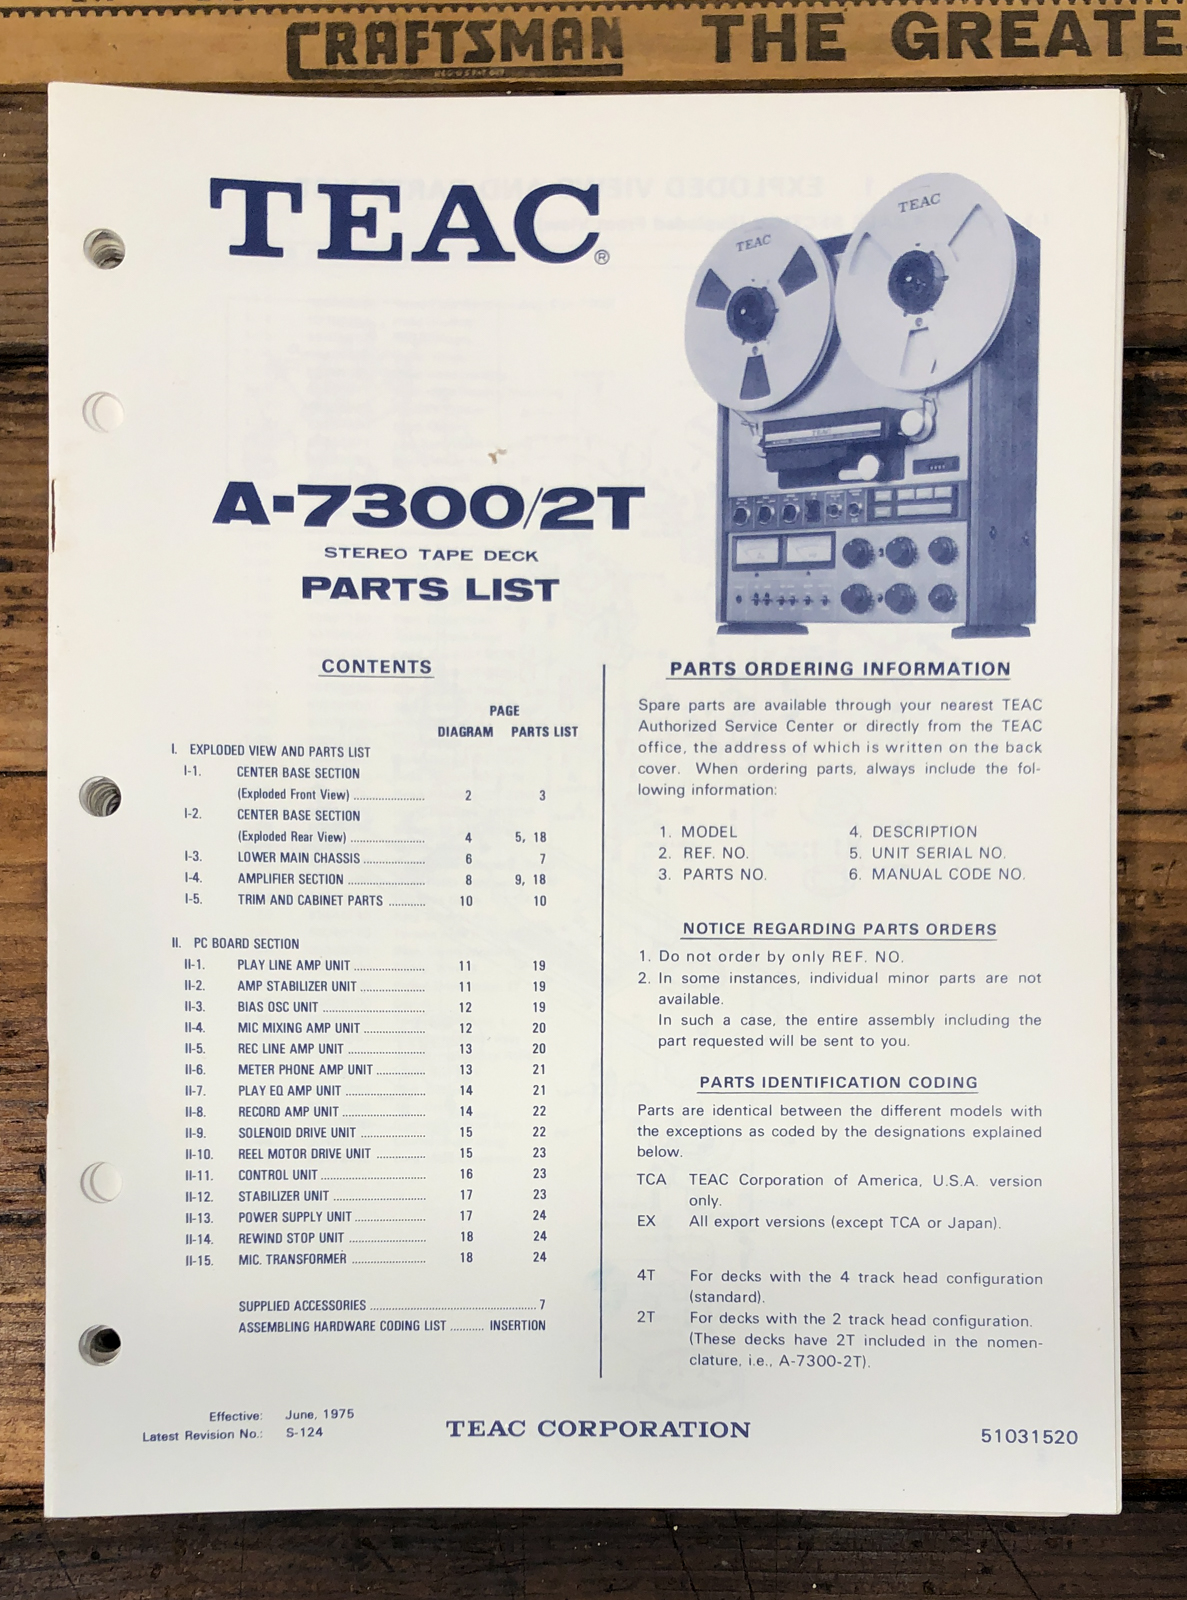 CRAFTSMAN THE GREATE
TEAC®
TEAC
TEAC
TEAC
A-7300/2T
STEREO TAPE DECK
PARTS LIST
CONTENTS
PAGE
DIAGRAM PARTS LIST
I. EXPLODED VIEW AND PARTS LIST
I-1. CENTER BASE SECTION
(Exploded Front View) ...................... 2 3
I-2. CENTER BASE SECTION
(Exploded Rear View) ...................... 4 5, 18
I-3. LOWER MAIN CHASSIS ................... 6 7
I-4. AMPLIFIER SECTION ........................ 8 9, 18
I-5. TRIM AND CABINET PARTS ........... 10 10
II. PC BOARD SECTION
II-1. PLAY LINE AMP UNIT ...................... 11 19
II-2. AMP STABILIZER UNIT .................... 11 19
II-3. BIAS OSC UNIT ............................... 12 19
II-4. MIC MIXING AMP UNIT ................... 12 20
II-5. REC LINE AMP UNIT ........................ 13 20
II-6. METER PHONE AMP UNIT ............... 13 21
II-7. PLAY EQ AMP UNIT ......................... 14 21
II-8. RECORD AMP UNIT ......................... 14 22
II-9. SOLENOID DRIVE UNIT .................... 15 22
II-10. REEL MOTOR DRIVE UNIT ................ 15 23
II-11. CONTROL UNIT ................................ 16 23
II-12. STABILIZER UNIT ............................ 17 23
II-13. POWER SUPPLY UNIT ...................... 17 24
II-14. REWIND STOP UNIT ........................ 18 24
II-15. MIC. TRANSFORMER ....................... 18 24
SUPPLIED ACCESSORIES .................................................. 7
ASSEMBLING HARDWARE CODING LIST ........... INSERTION
PARTS ORDERING INFORMATION
Spare parts are available through your nearest TEAC
Authorized Service Center or directly from the TEAC
office, the address of which is written on the back
cover. When ordering parts, always include the fol-
lowing information:
1. MODEL 4. DESCRIPTION
2. REF. NO. 5. UNIT SERIAL NO.
3. PARTS NO. 6. MANUAL CODE NO.
NOTICE REGARDING PARTS ORDERS
1. Do not order by only REF. NO.
2. In some instances, individual minor parts are not
available.
In such a case, the entire assembly including the
part requested will be sent to you.
PARTS IDENTIFICATION CODING
Parts are identical between the different models with
the exceptions as coded by the designations explained
below.
TCA TEAC Corporation of America, U.S.A. version
only.
EX All export versions (except TCA or Japan).
4T For decks with the 4 track head configuration
(standard).
2T For decks with the 2 track head configuration.
(These decks have 2T included in the nomen-
clature, i.e., A-7300-2T).
Effective: June, 1975
Latest Revision No.: S-124
TEAC CORPORATION
51031520